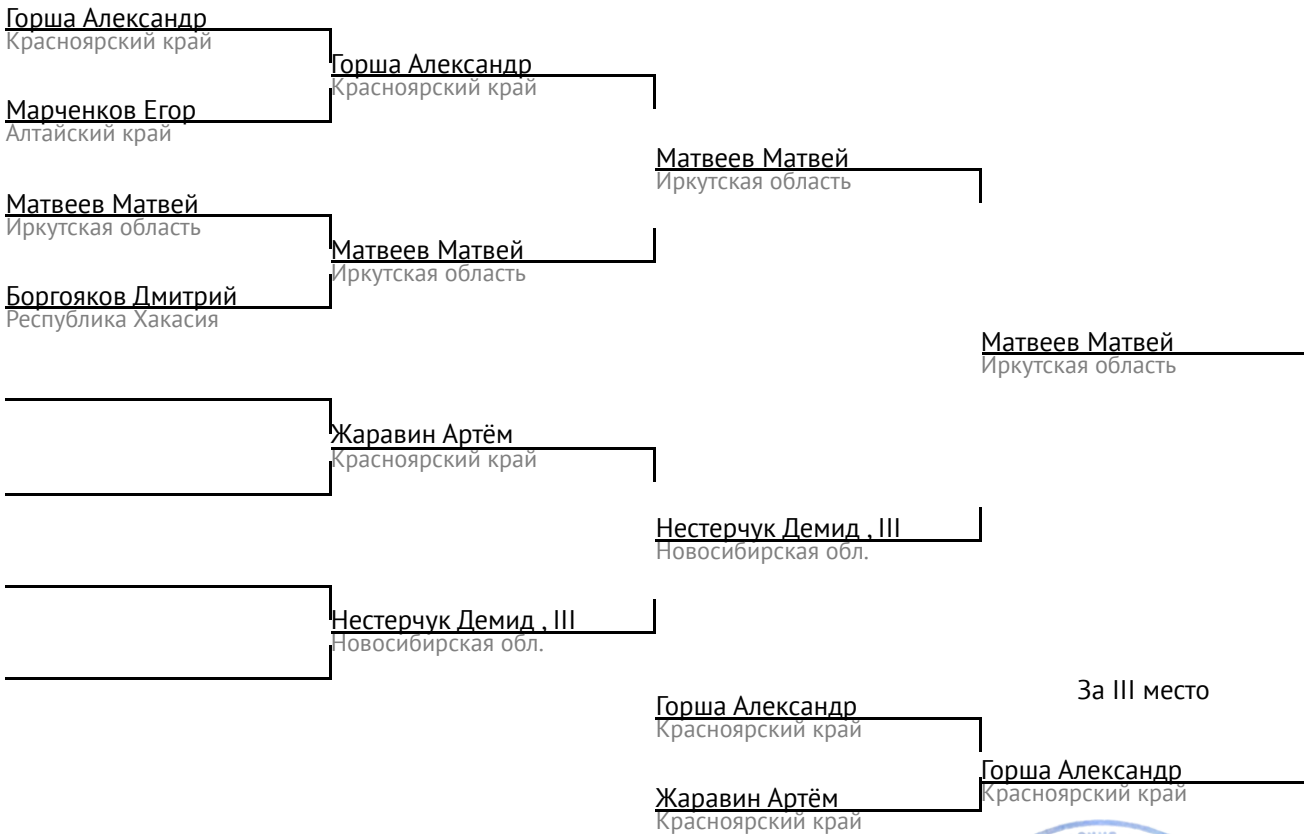 Горша Александр
Красноярский край
Марченков Егор
Алтайский край
Матвеев Матвей
Иркутская область
Боргояков Дмитрий
Республика Хакасия
Горша Александр
Красноярский край
Матвеев Матвей
Иркутская область
Жаравин Артём
Красноярский край
Нестерчук Демид , III
Новосибирская обл.
Матвеев Матвей
Иркутская область
Нестерчук Демид , III
Новосибирская обл.
Матвеев Матвей
Иркутская область
За III место
Горша Александр
Красноярский край
Жаравин Артём
Красноярский край
Горша Александр
Красноярский край